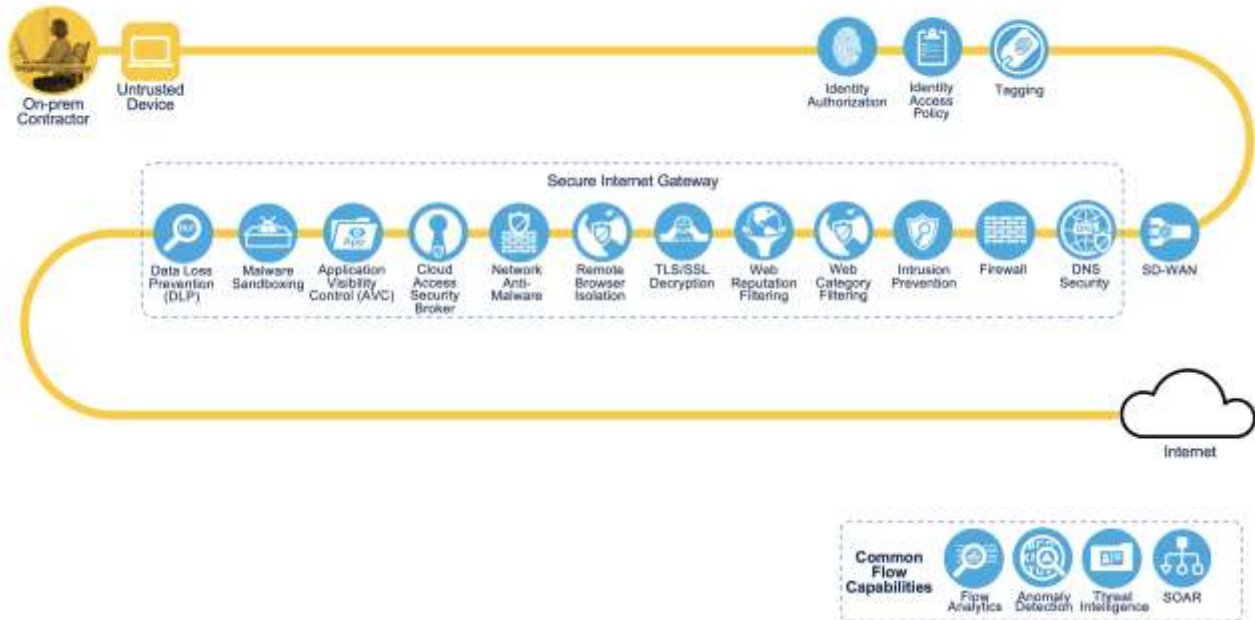 On-prem
Contractor
Untrusted
Device
Identity
Authorization
Identity
Access
Policy
Tagging
Secure Internet Gateway
DLP
Data Loss
Prevention
(DLP)
Malware
Sandboxing
App
Application
Visibility
Control (AVC)
Cloud
Access
Security
Broker
Network
Anti-
Malware
Remote
Browser
Isolation
TLS/SSL
Decryption
Web
Reputation
Filtering
Web
Category
Filtering
Intrusion
Prevention
Firewall
DNS
DNS
Security
SD-WAN
Internet
Common
Flow
Capabilities
Flow
Analytics
Anomaly
Detection
Threat
Intelligence
SOAR